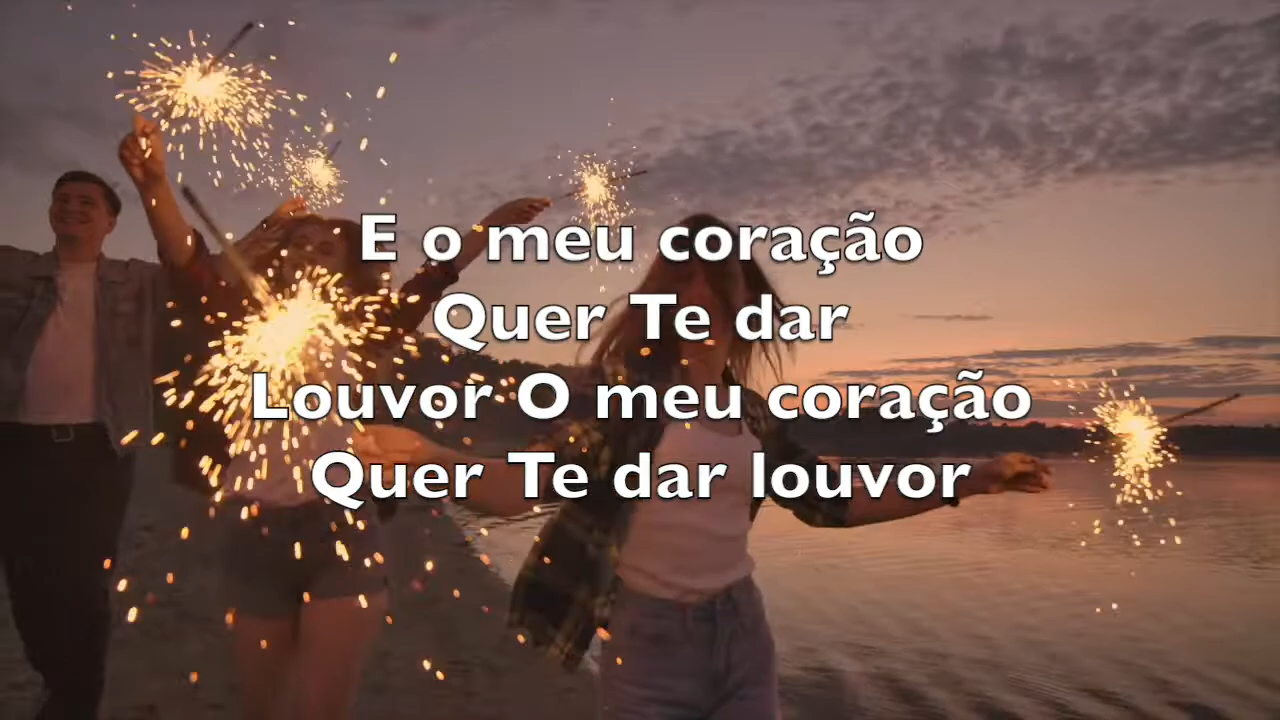 E o meu coração
Quer Te dar
Louvor O meu coração
Quer Te dar louvor